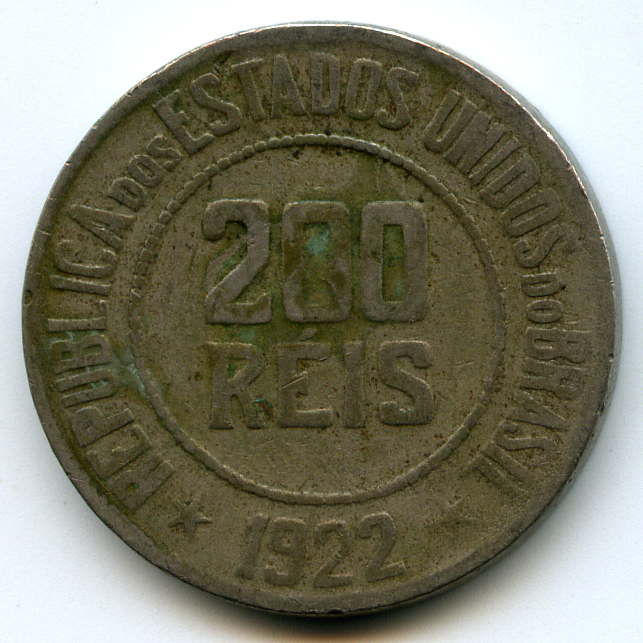 REPUBLICA DOS ESTADOS UNIDOS DO BRASIL
200
RÉIS
1922